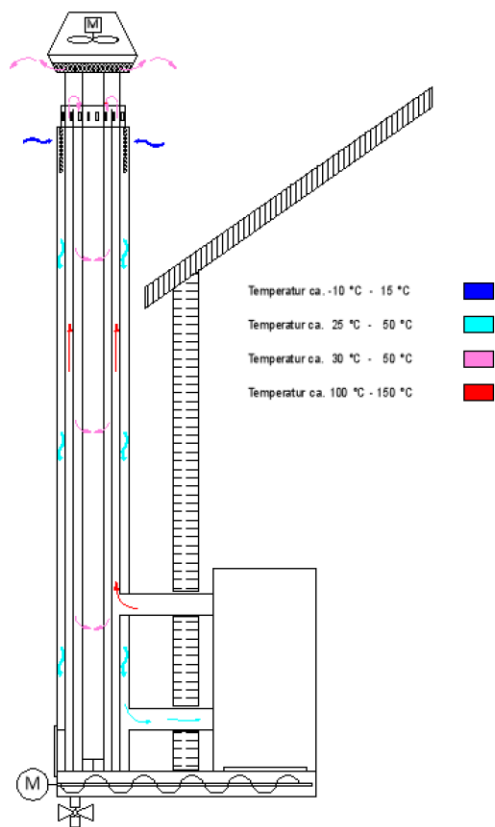 M
Temperatur ca. -10 °C - 15 °C
Temperatur ca. 25 °C - 50 °C
Temperatur ca. 30 °C - 50 °C
Temperatur ca. 100 °C - 150 °C
M